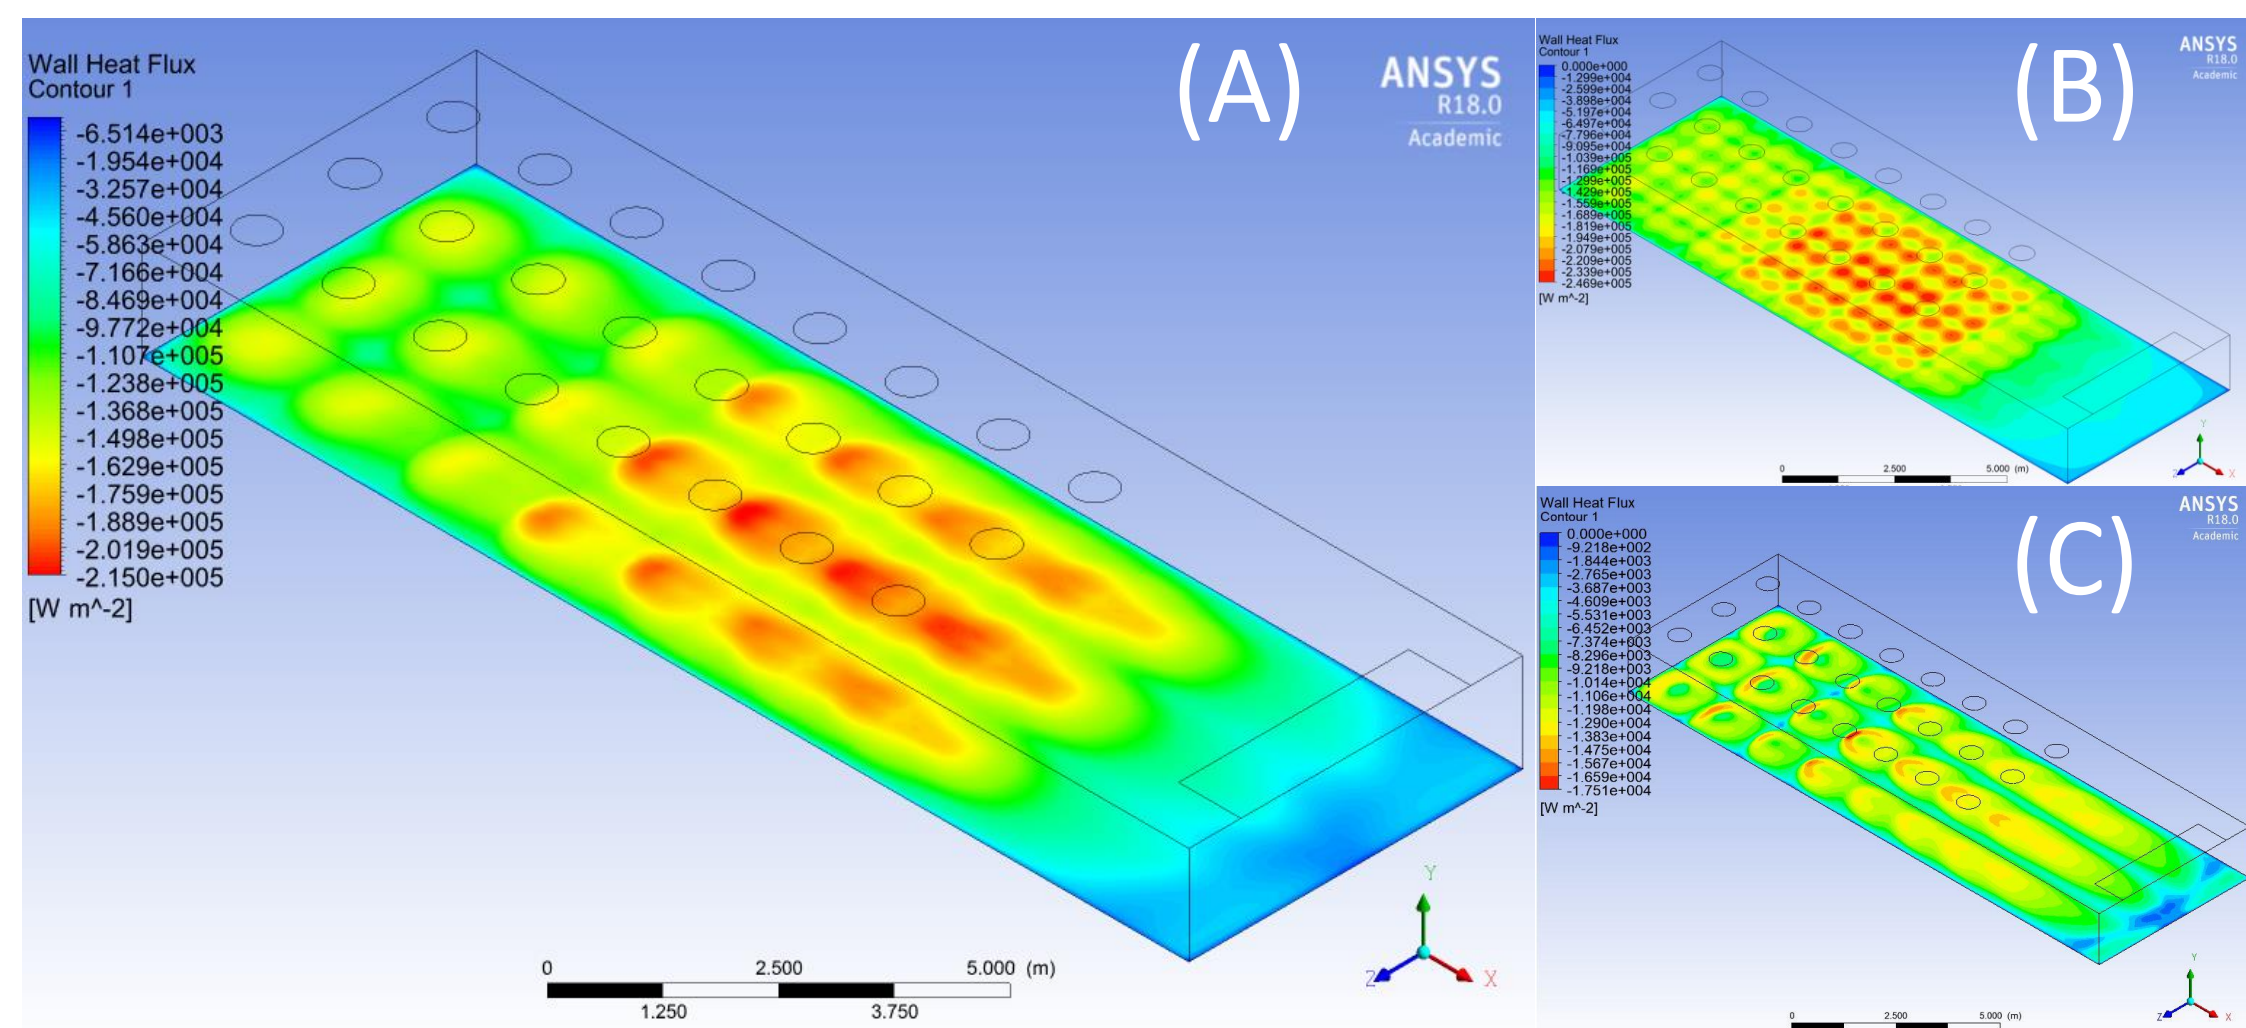 Wall Heat Flux
Contour 1
-6.514e+003
-1.954e+004
-3.257e+004
-4.560e+004
-5.863e+004
-7.166e+004
-8.469e+004
-9.772e+004
-1.107e+005
-1.238e+005
-1.368e+005
-1.498e+005
-1.629e+005
-1.759e+005
-1.889e+005
-2.019e+005
-2.150e+005
[W m^-2]
(A)
ANSYS
R18.0
Academic
0 2.500 5.000 (m)
1.250 3.750
Y
Z X
Wall Heat Flux
Contour 1
0.000e+000
-1.299e+004
-2.599e+004
-3.898e+004
-5.197e+004
-6.497e+004
-7.796e+004
-9.095e+004
-1.039e+005
-1.169e+005
-1.299e+005
-1.429e+005
-1.559e+005
-1.689e+005
-1.819e+005
-1.949e+005
-2.079e+005
-2.209e+005
-2.339e+005
-2.469e+005
[W m^-2]
(B)
ANSYS
R18.0
Academic
0 2.500 5.000 (m)
Y
Z X
Wall Heat Flux
Contour 1
0.000e+000
-9.218e+002
-1.844e+003
-2.765e+003
-3.687e+003
-4.609e+003
-5.531e+003
-6.452e+003
-7.374e+003
-8.296e+003
-9.218e+003
-1.014e+004
-1.106e+004
-1.198e+004
-1.290e+004
-1.383e+004
-1.475e+004
-1.567e+004
-1.659e+004
-1.751e+004
[W m^-2]
(C)
ANSYS
R18.0
Academic
0 2.500 5.000 (m)
Y
Z X